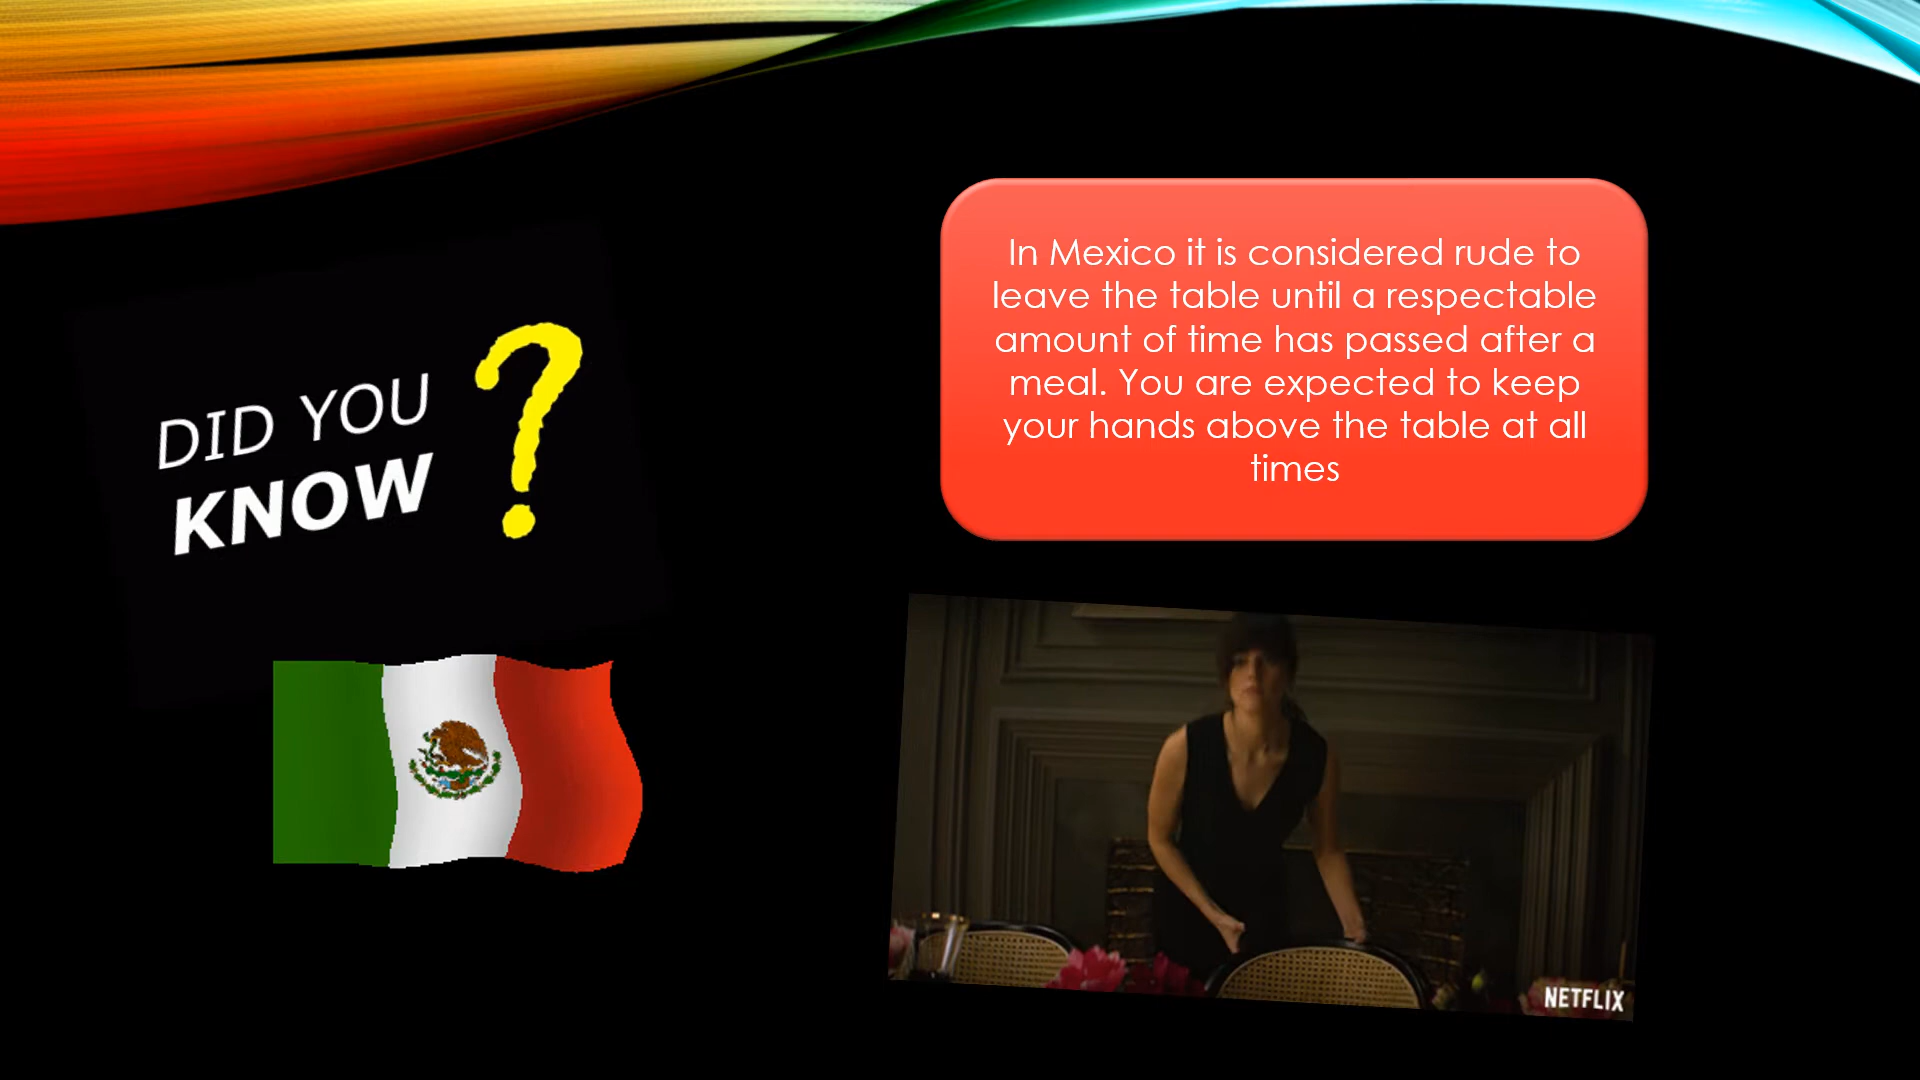 DID YOU
KNOW ?
In Mexico it is considered rude to
leave the table until a respectable
amount of time has passed after a
meal. You are expected to keep
your hands above the table at all
times
NETFLIX